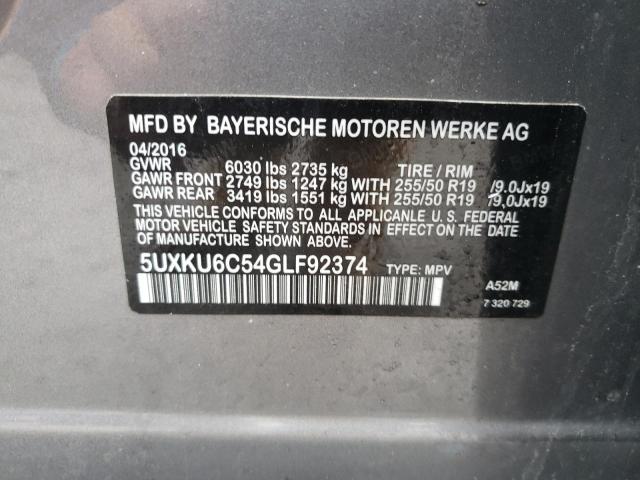 MFD BY BAYERISCHE MOTOREN WERKE AG
04/2016
GVWR 6030 lbs 2735 kg TIRE / RIM
GAWR FRONT 2749 lbs 1247 kg WITH 255/50 R19 /9.0Jx19
GAWR REAR 3419 lbs 1551 kg WITH 255/50 R19 /9,0Jx19
THIS VEHICLE CONFORMS TO ALL APPLICANLE U. S. FEDERAL
MOTOR VEHICLE SAFETY STANDARDS IN EFFECT ON THE
DATE OF MANUFACTURE SHOWN ABOVE.
5UXKU6C54GLF92374 TYPE: MPV
A52M
7 320 729